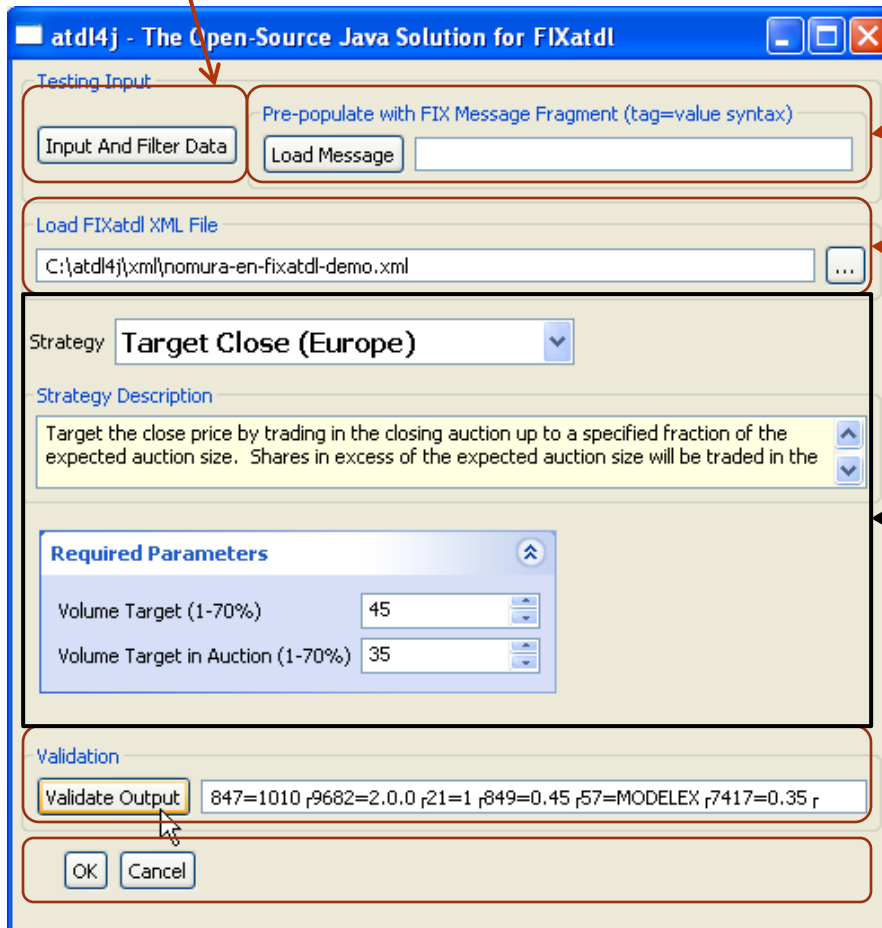 atdl4j - The Open-Source Java Solution for FIXatdl
Testing Input
Input And Filter Data
Pre-populate with FIX Message Fragment (tag=value syntax)
Load Message
Load FIXatdl XML File
C:\atdl4j\xml\nomura-en-fixatdl-demo.xml
...
Strategy Target Close (Europe)
Strategy Description
Target the close price by trading in the closing auction up to a specified fraction of the
expected auction size. Shares in excess of the expected auction size will be traded in the
Required Parameters
Volume Target (1-70%) 45
Volume Target in Auction (1-70%) 35
Validation
Validate Output 847=1010 ┌9682=2.0.0 ┌21=1 ┌849=0.45 ┌57=MODELEX ┌7417=0.35 ┌
OK Cancel